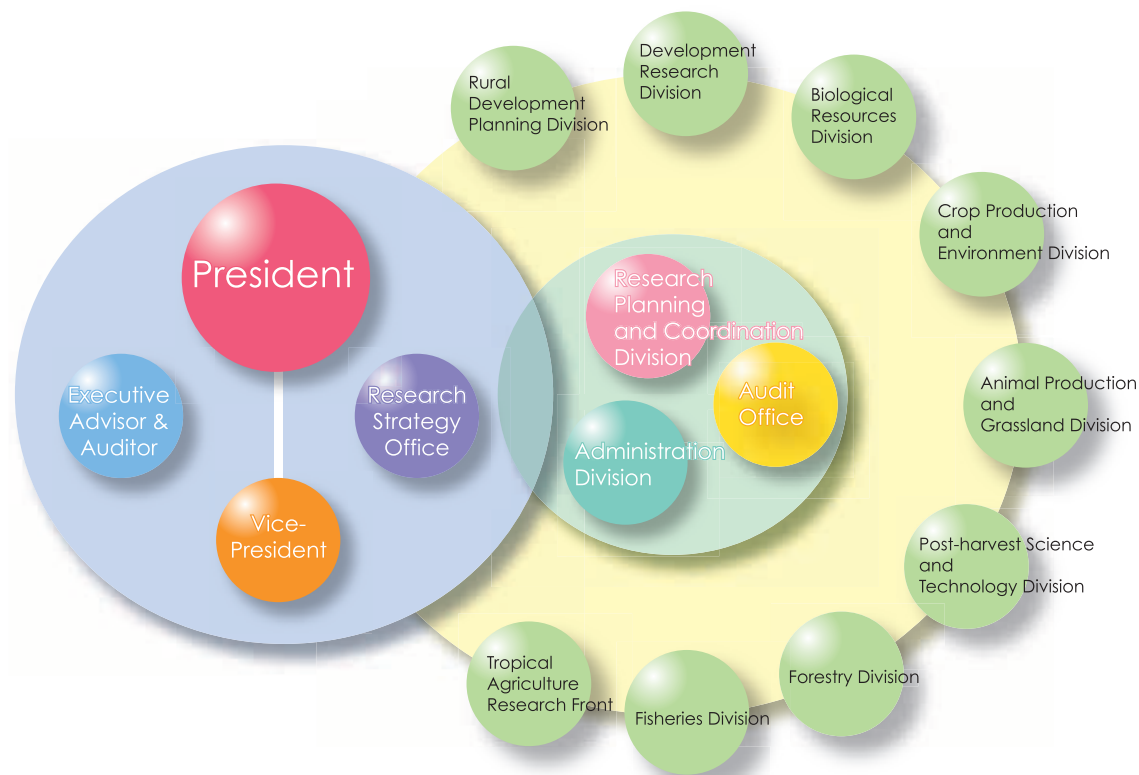 President
Executive
Advisor &
Auditor
Research
Strategy
Office
Vice-
President
Research
Planning
and Coordination
Division
Audit
Office
Administration
Division
Rural
Development
Planning Division
Development
Research
Division
Biological
Resources
Division
Crop Production
and
Environment Division
Animal Production
and
Grassland Division
Post-harvest Science
and
Technology Division
Forestry Division
Fisheries Division
Tropical
Agriculture
Research Front